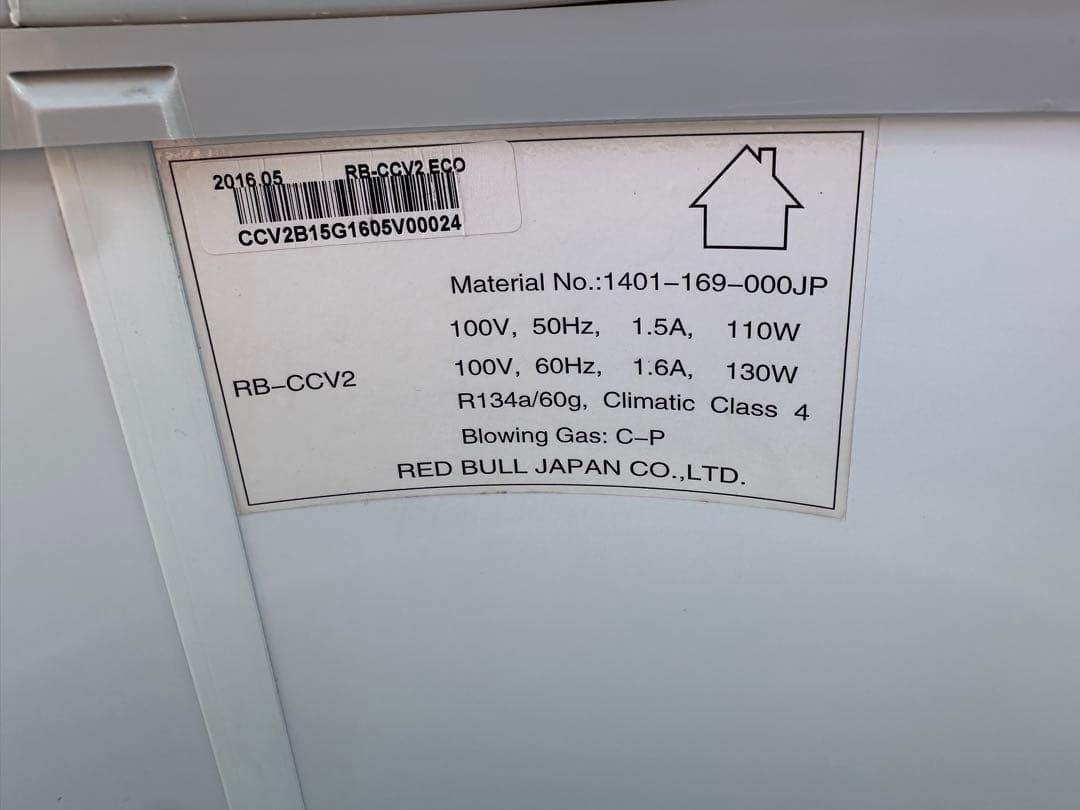 2016.05 RB-CCV2 ECO
CCV2B15G1605V00024
Material No.:1401-169-000JP
100V, 50Hz, 1.5A, 110W
100V, 60Hz, 1.6A, 130W
RB-CCV2
R134a/60g, Climatic Class 4
Blowing Gas: C-P
RED BULL JAPAN CO.,LTD.